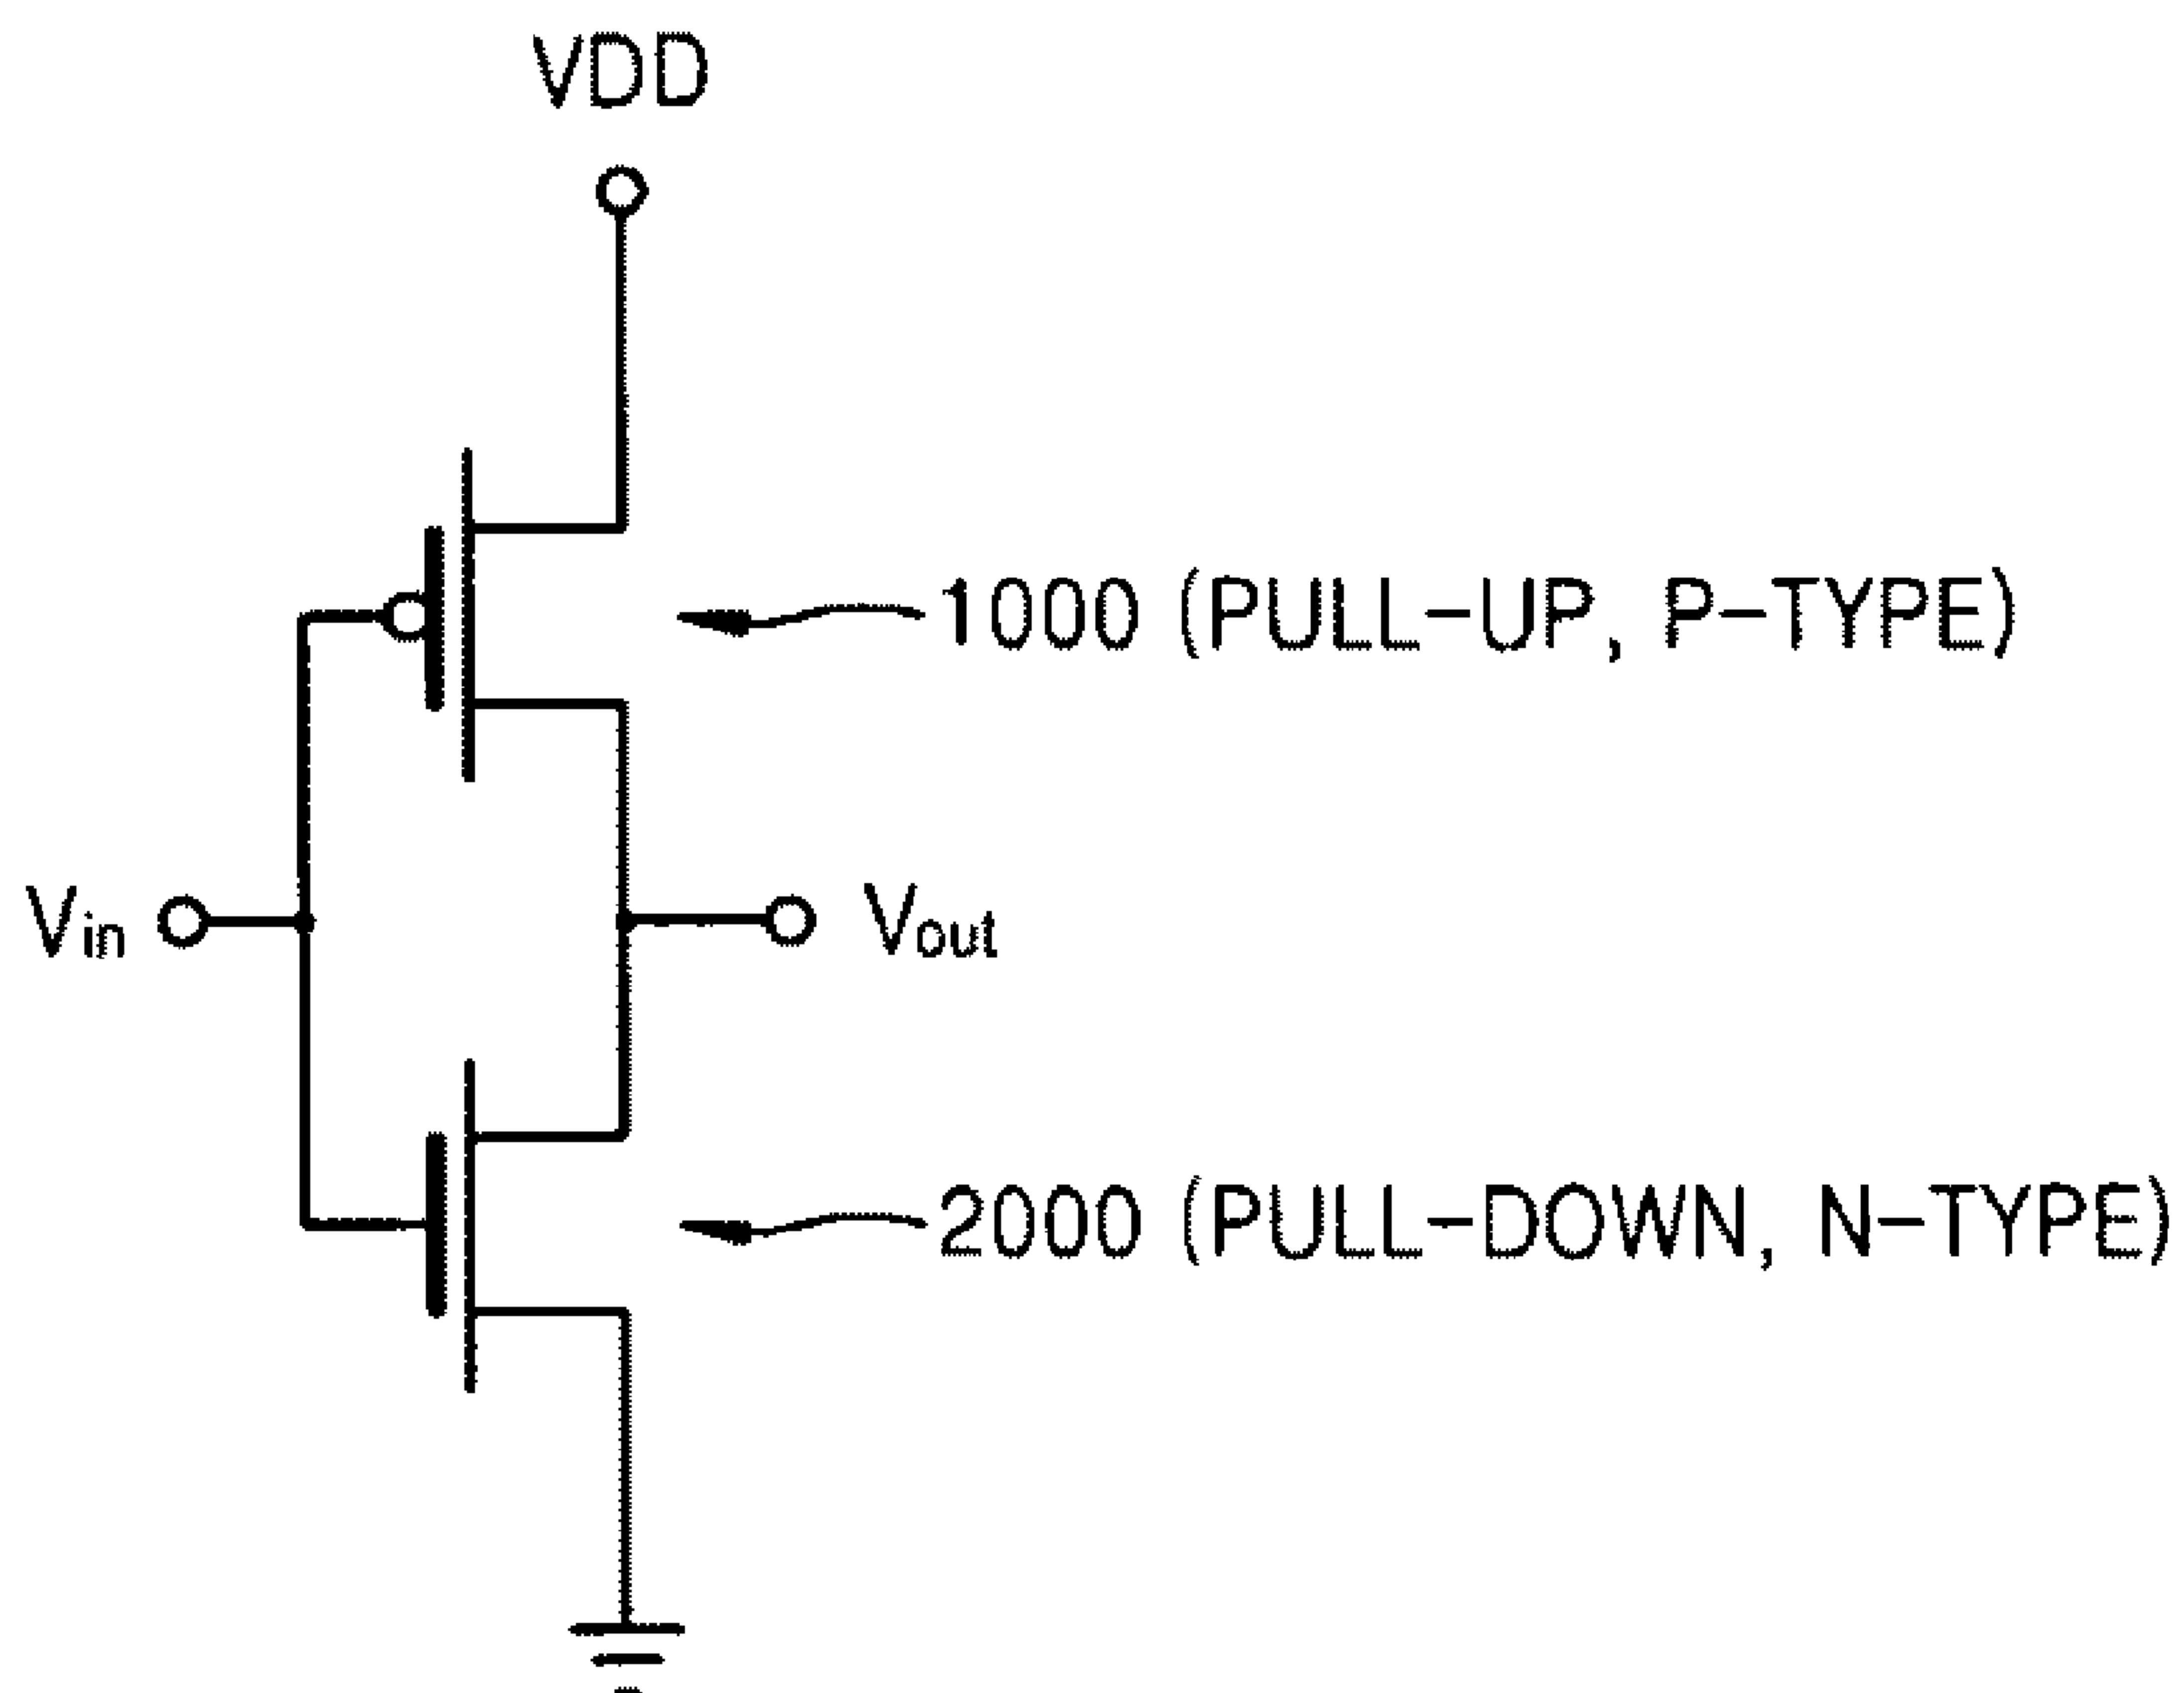 VDD
1000 (PULL-UP, P-TYPE)
Vin
Vout
2000 (PULL-DOWN, N-TYPE)